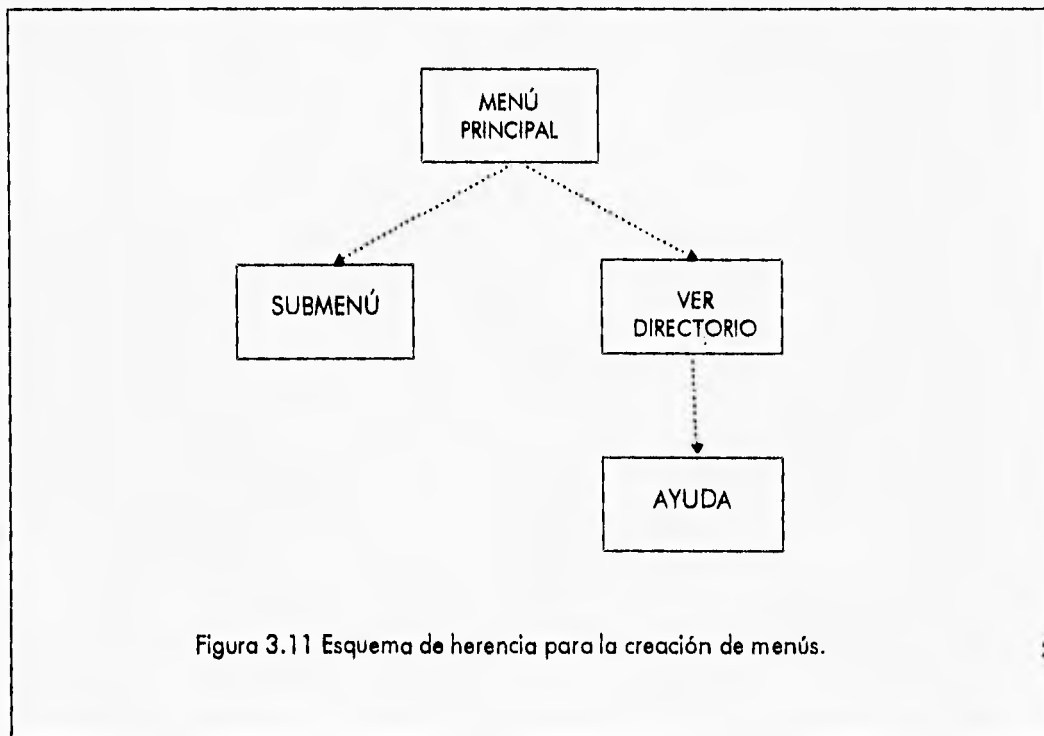 MENÚ
PRINCIPAL
SUBMENÚ
VER
DIRECTORIO
AYUDA
Figura 3.11 Esquema de herencia para la creación de menús.